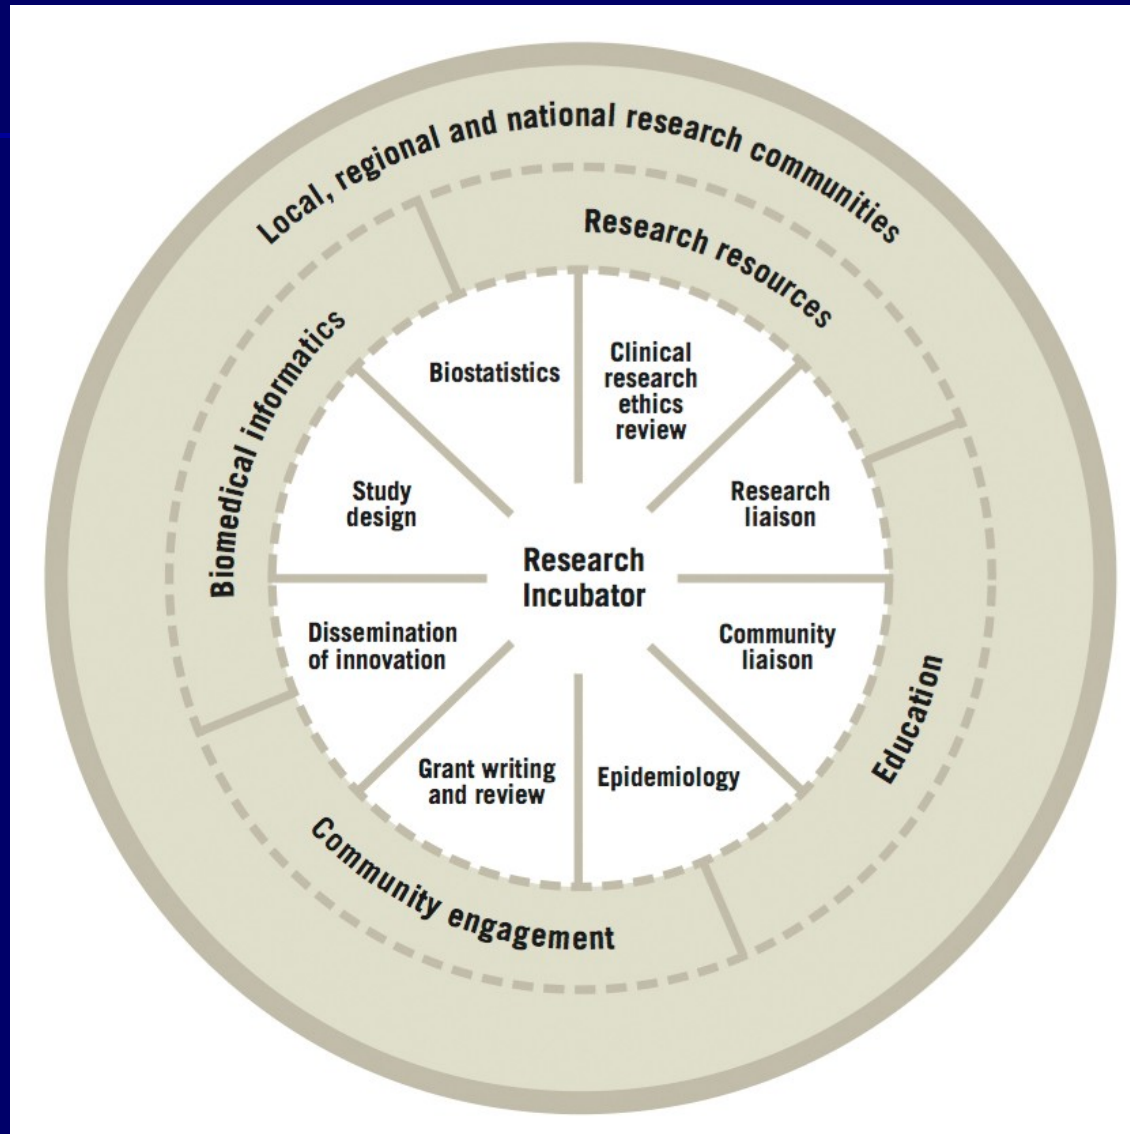 Local, regional and national research communities
Research resources
Biomedical informatics
Education
Community engagement
Biostatistics
Clinical
research
ethics
review
Study
design
Research
liaison
Research
Incubator
Dissemination
of innovation
Community
liaison
Grant writing
and review
Epidemiology